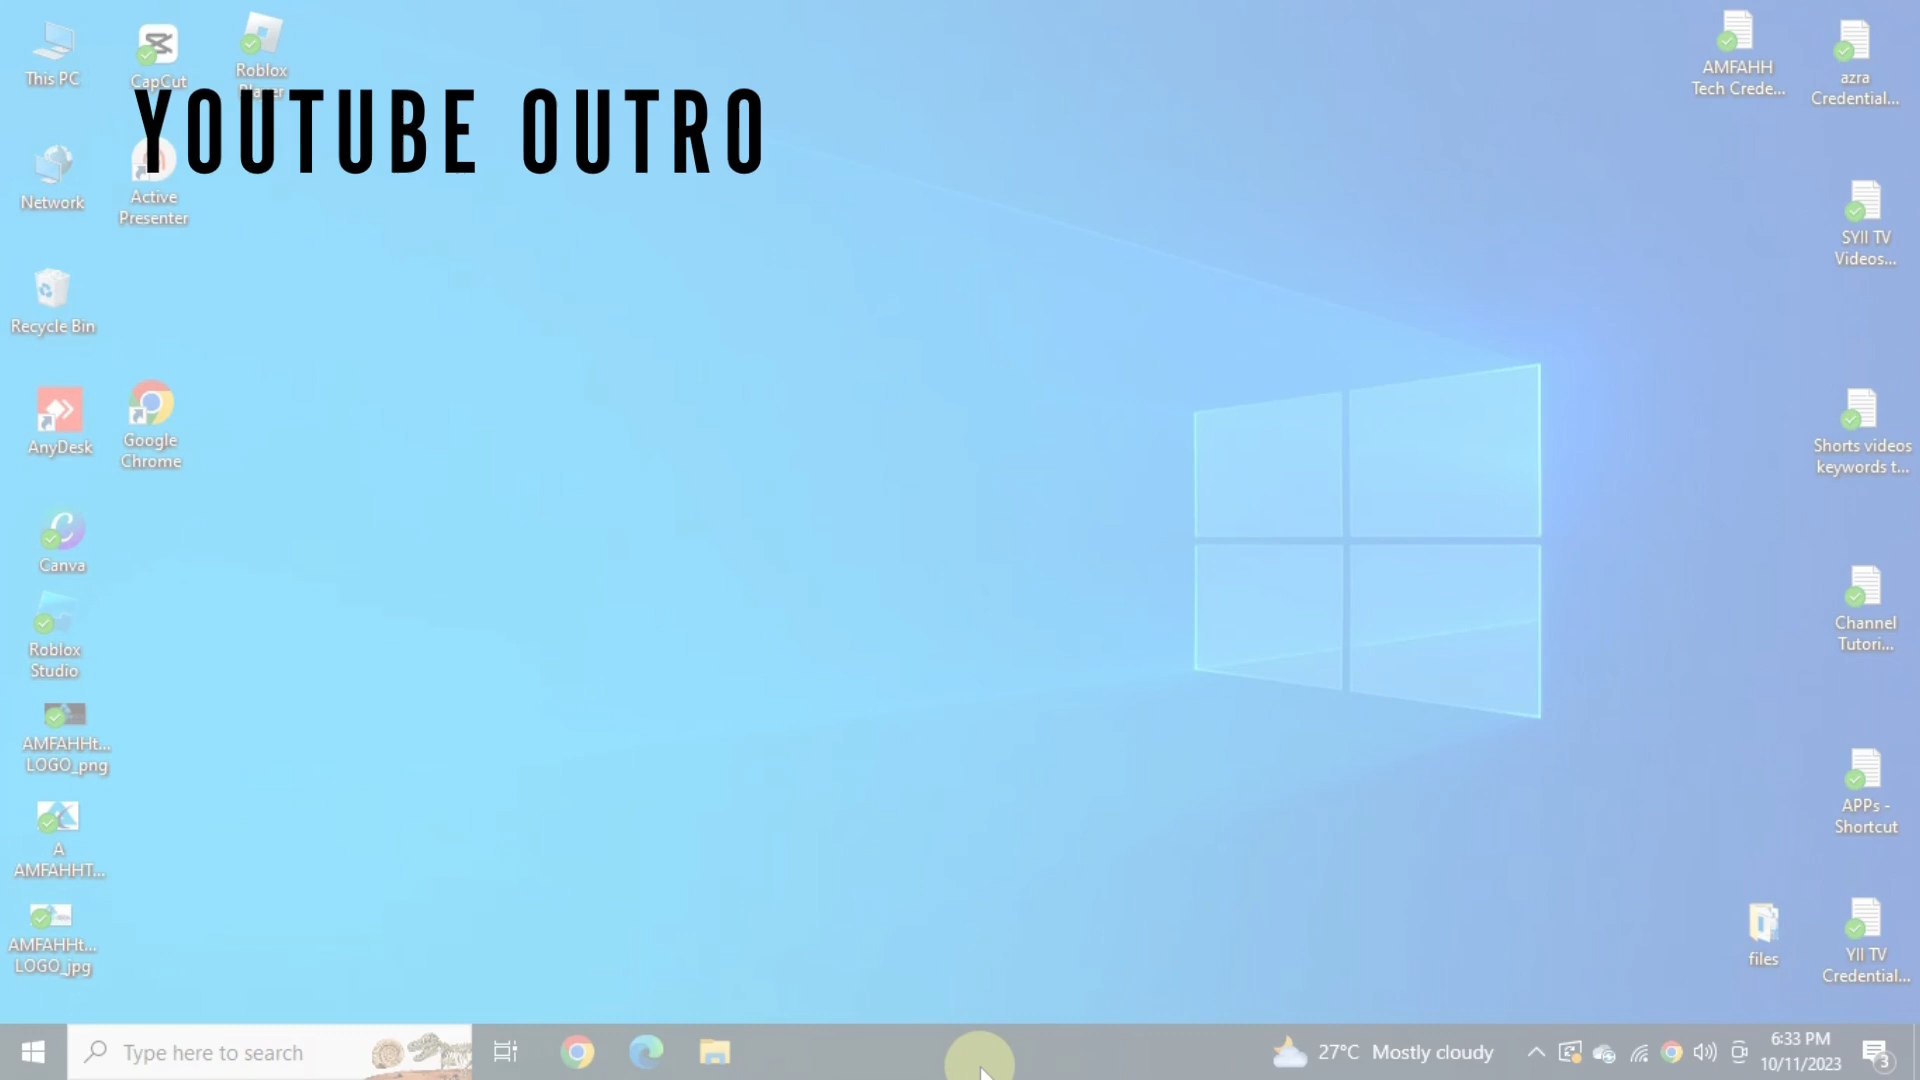 This PC
CapCut
Roblox
Player
YOUTUBE OUTRO
Network
Active
Presenter
Recycle Bin
AnyDesk
Google
Chrome
Canva
Roblox
Studio
AMFAHHt...
LOGO_png
A
AMFAHHT...
AMFAHHt...
LOGO_jpg
AMFAHH
Tech Crede...
azra
Credential...
SYII TV
Videos...
Shorts videos
keywords t...
Channel
Tutori...
APPs -
Shortcut
files
YII TV
Credential...
Type here to search
27°C Mostly cloudy
6:33 PM
10/11/2023
3